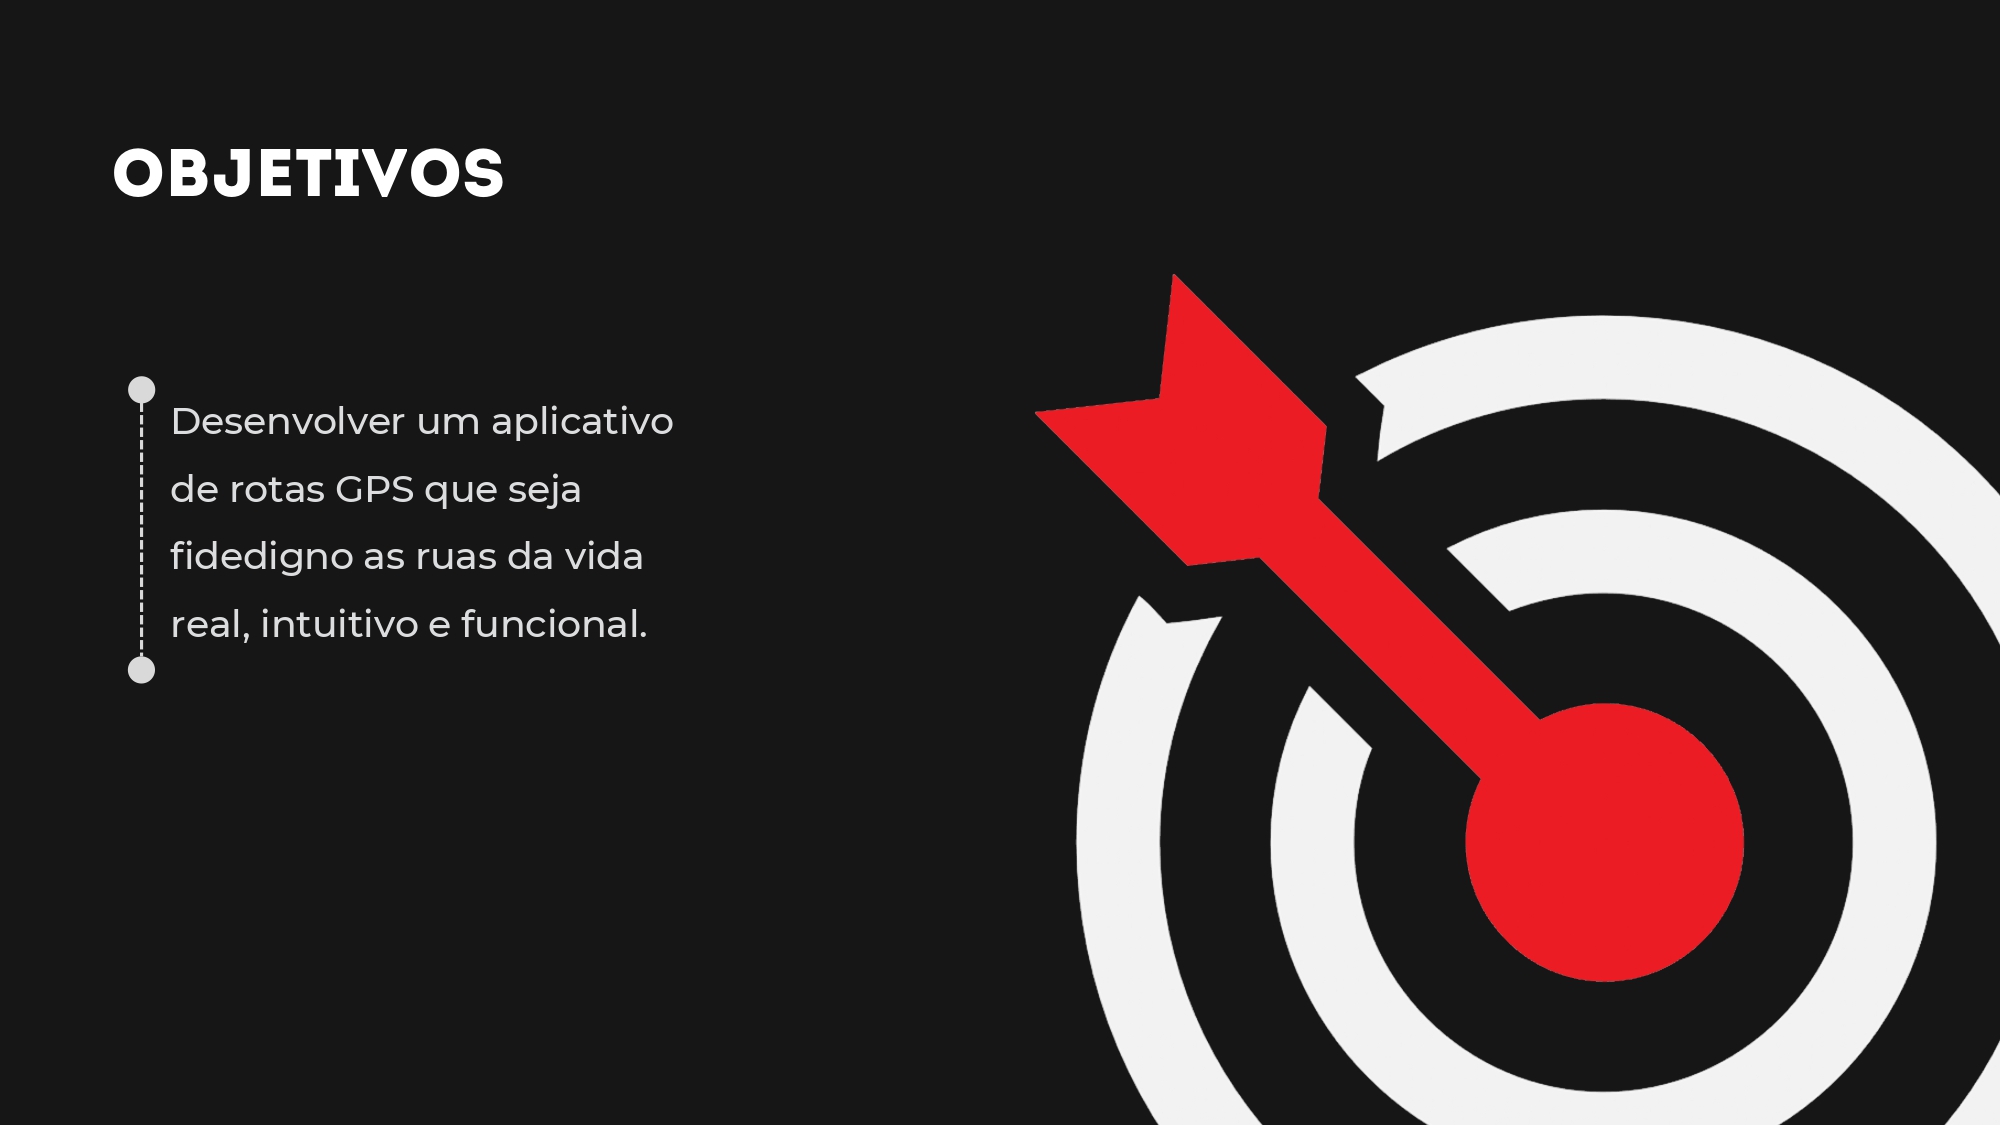 OBJETIVOS
Desenvolver um aplicativo
de rotas GPS que seja
fidedigno as ruas da vida
real, intuitivo e funcional.